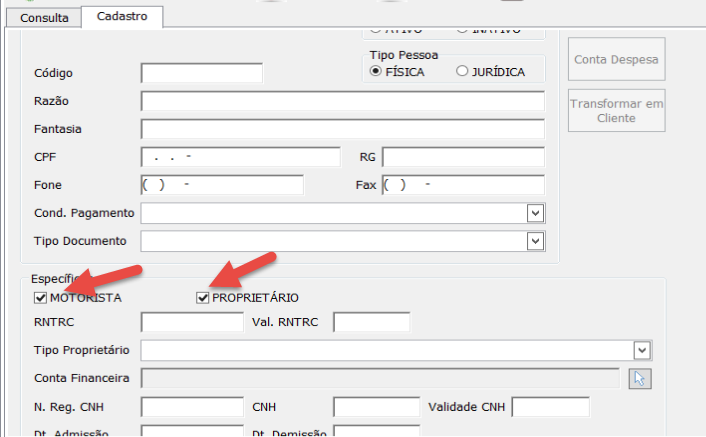 Consulta Cadastro
ATIVO INATIVO
Tipo Pessoa
FÍSICA JURÍDICA
Conta Despesa
Código
Razão
Transformar em
Cliente
Fantasia
CPF . . - RG
Fone ( ) - Fax ( ) -
Cond. Pagamento
Tipo Documento
MOTORISTA PROPRIETÁRIO
RNTRC Val. RNTRC
Tipo Proprietário
Conta Financeira
N. Reg. CNH CNH Validade CNH
Dt. Admissão Dt. Demissão